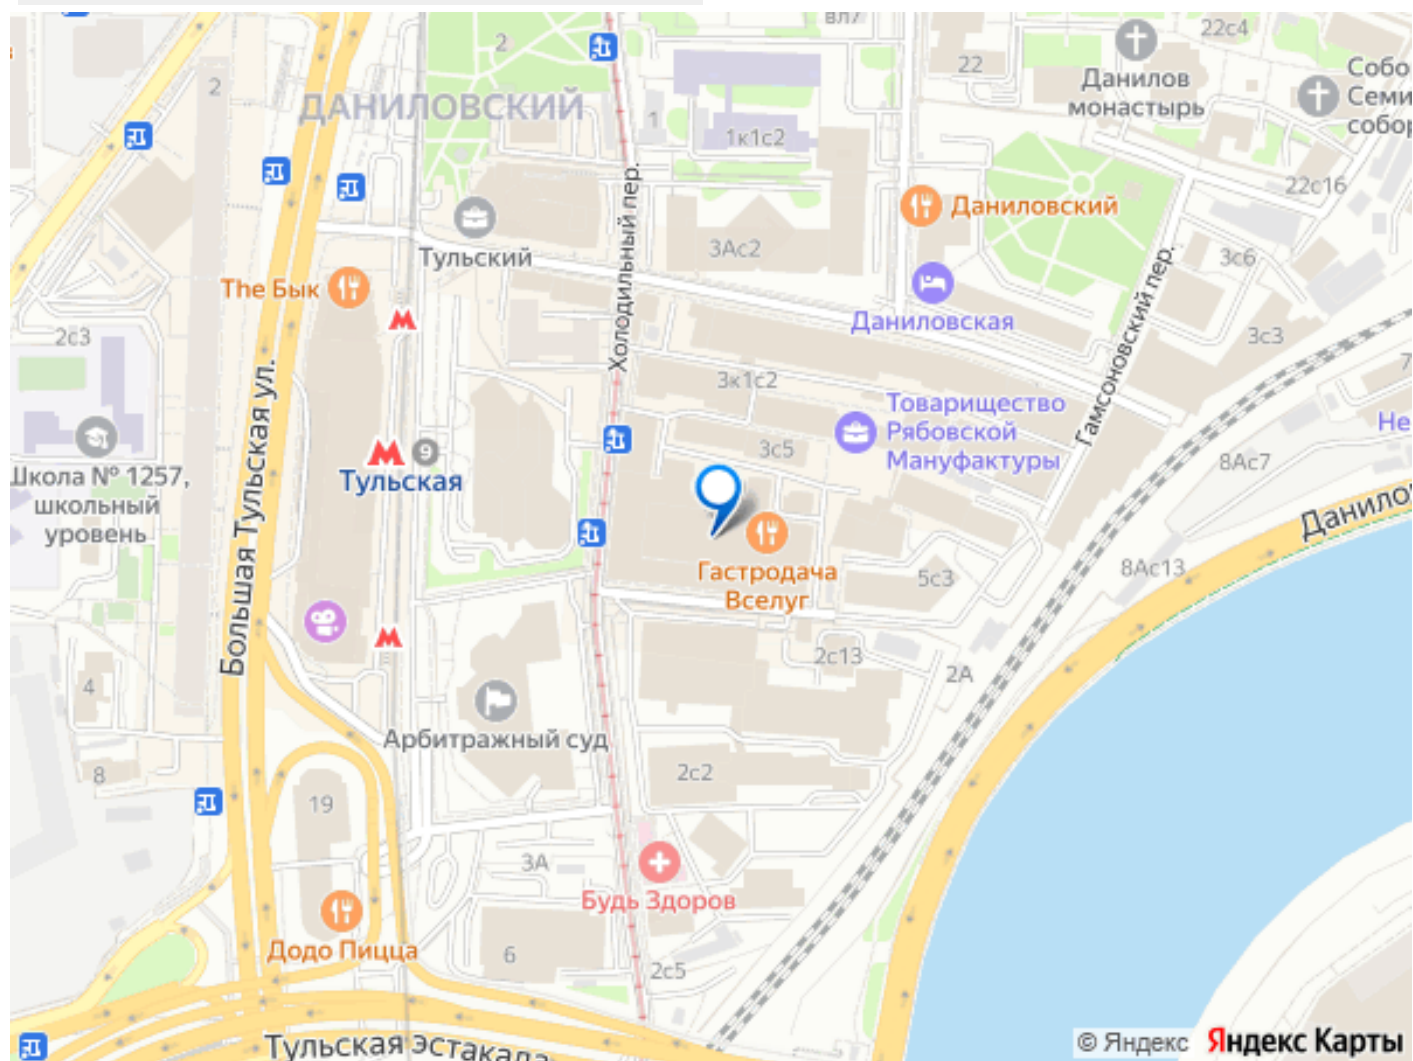 вл7
22с4
2
22
Данилов
монастырь
Собо
Семи
собор
2
ДАНИЛОВСКИЙ
1
1к1с2
22с16
Холодильный пер.
Даниловский
Тульский
3Ас2
3с6
The Бык
Даниловская
Гамсоновский пер.
2с3
3с3
Большая Тульская ул.
3к1с2
7
Товарищество
Рябовской
Мануфактуры
Не
9
3с5
8Ас7
Тульская
Школа № 1257,
школьный
уровень
Данило
Гастродача
Вселуг
5с3
8Ас13
2с13
2А
4
Арбитражный суд
8
2с2
19
3А
Будь Здоров
Додо Пицца
6
2с5
Тульская эстакада
© Яндекс Яндекс Карты